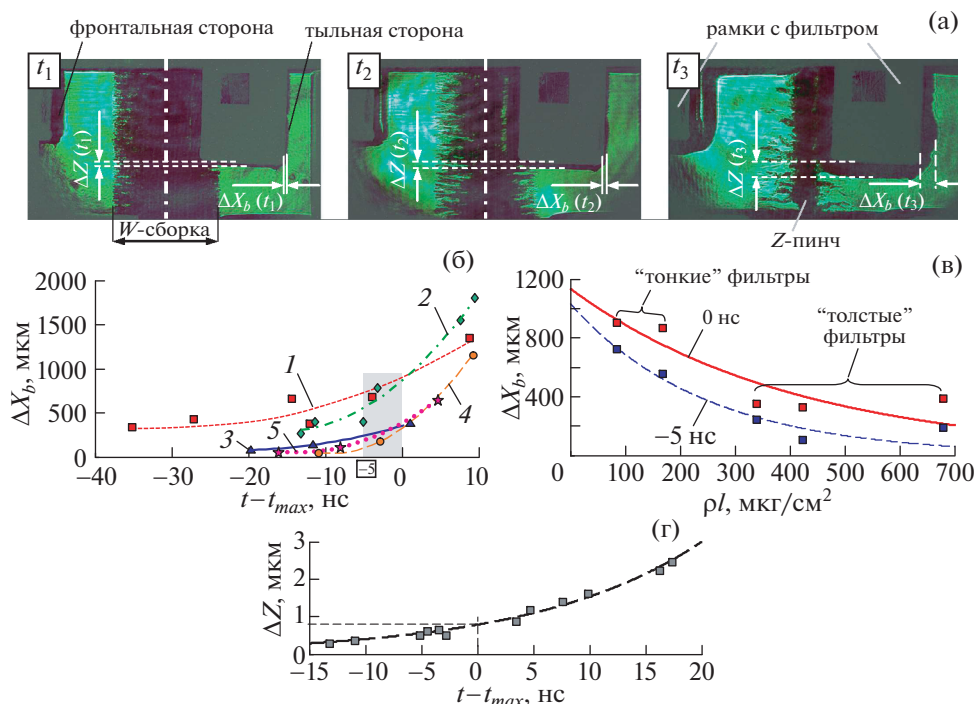 фронтальная сторона
тыльная сторона
рамки с фильтром
(а)
t1
t2
t3
ΔZ (t1)
ΔZ (t2)
ΔZ (t3)
ΔXb (t1)
ΔXb (t2)
ΔXb (t3)
W-сборка
Z-пинч
(б)
2000
1500
1000
500
0
ΔXb, мкм
1
2
3
4
5
−5
−40
−30
−20
−10
0
10
t−tmax, нс
(в)
1200
800
400
0
ΔXb, мкм
“тонкие” фильтры
“толстые”
фильтры
0 нс
−5 нс
0
100
200
300
400
500
600
700 800
ρl, мкг/см2
(г)
3
2
1
0
ΔZ, мкм
−15
−10
−5
0
5
10
15
20
t−tmax, нс